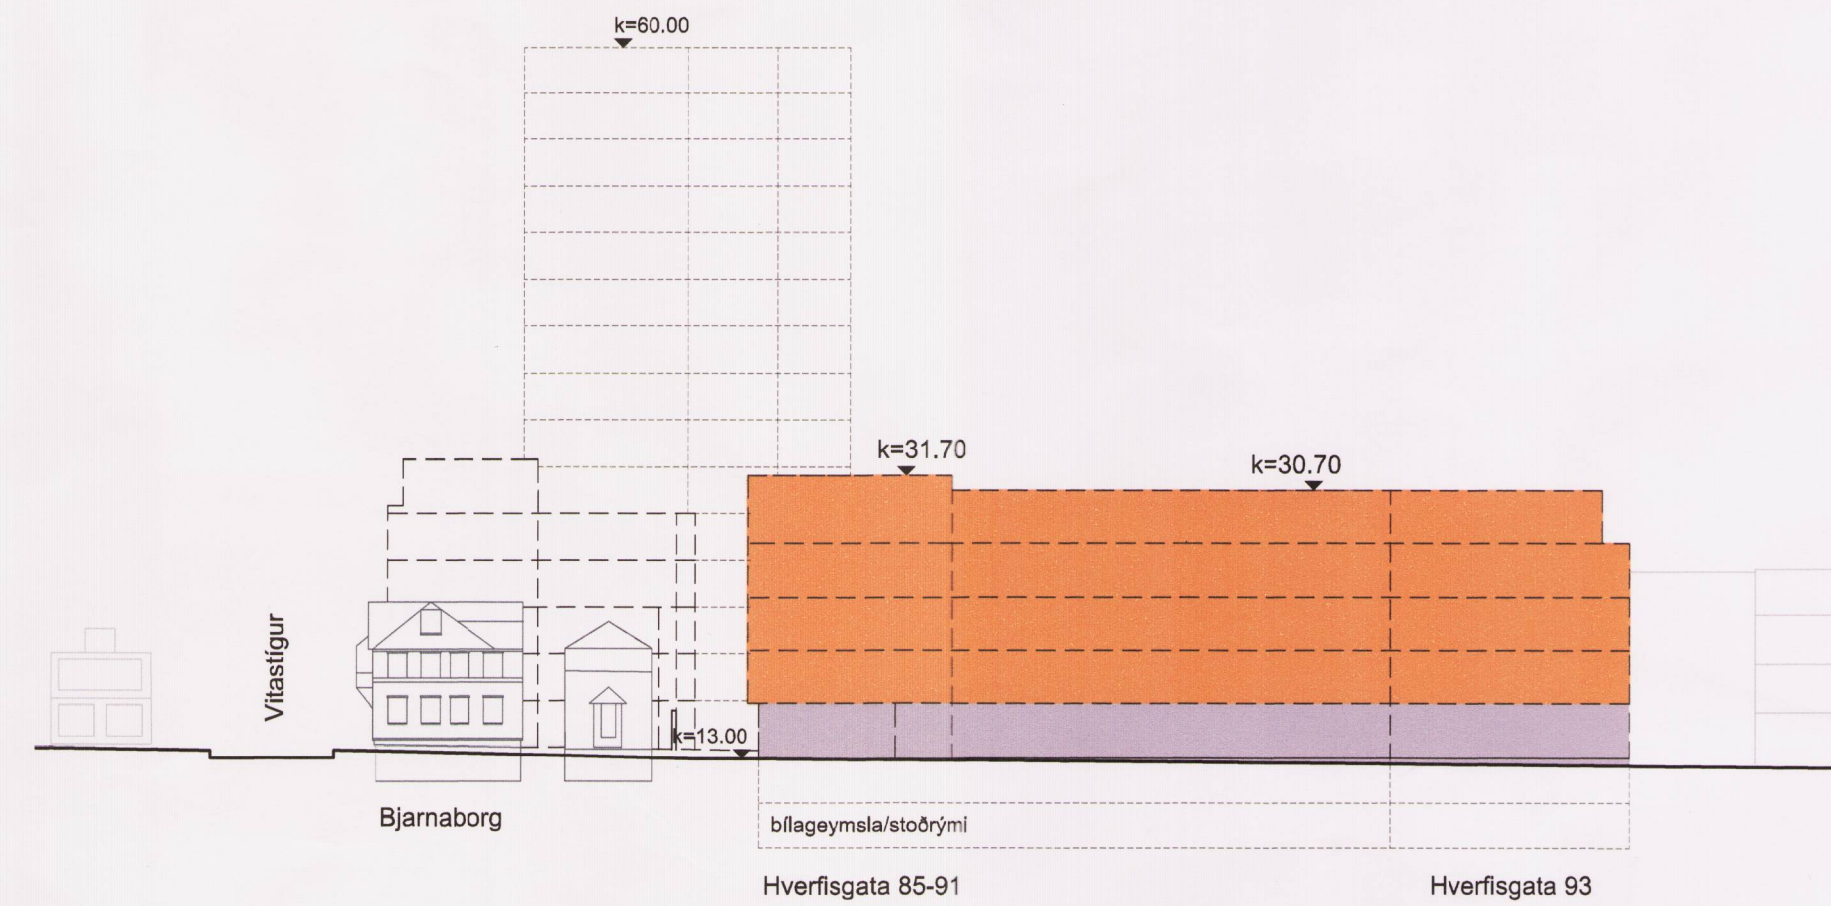 k=60.00
k=31.70
k=30.70
Vitastígur
k=13.00
Bjarnaborg
bílageymsla/stoðrými
Hverfisgata 85-91
Hverfisgata 93